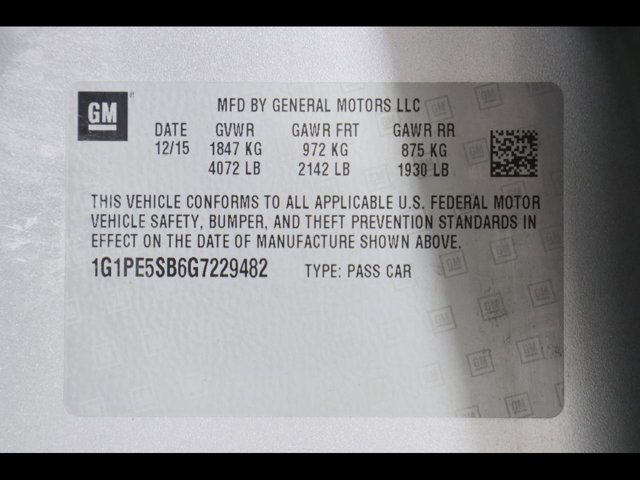 GM
MFD BY GENERAL MOTORS LLC
DATE GVWR GAWR FRT GAWR RR
12/15 1847 KG 972 KG 875 KG
4072 LB 2142 LB 1930 LB
THIS VEHICLE CONFORMS TO ALL APPLICABLE U.S. FEDERAL MOTOR
VEHICLE SAFETY, BUMPER, AND THEFT PREVENTION STANDARDS IN
EFFECT ON THE DATE OF MANUFACTURE SHOWN ABOVE.
1G1PE5SB6G7229482 TYPE: PASS CAR